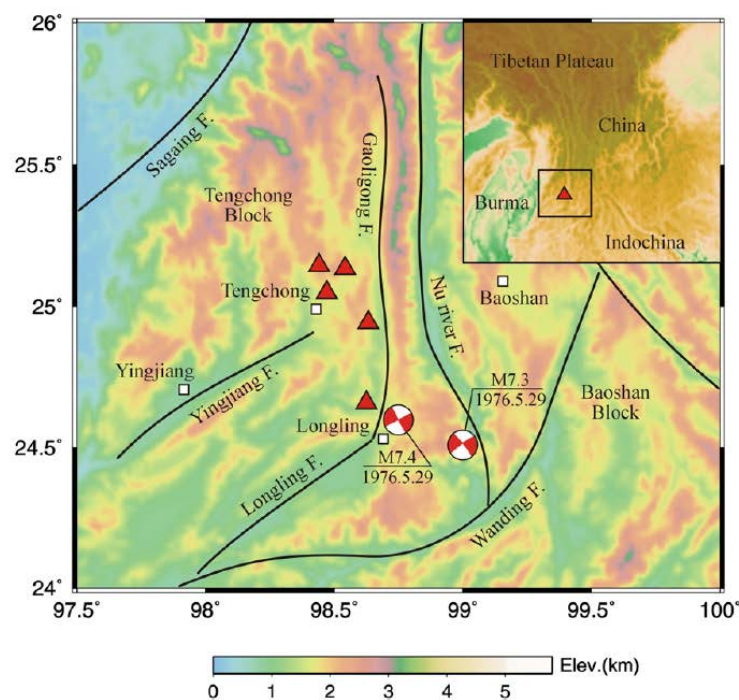 26°
25.5°
25°
24.5°
24°
97.5°
98°
98.5°
99°
99.5°
100°
Tibetan Plateau
China
Burma
Indochina
Sagaing F.
Gaoligong F.
Tengchong
Block
Tengchong
Nu river F.
Baoshan
Yingjiang
Yingjiang F.
M7.3
1976.5.29
Baoshan
Block
Longling
M7.4
1976.5.29
Longling F.
Wanding F.
Elev.(km)
0
1
2
3
4
5